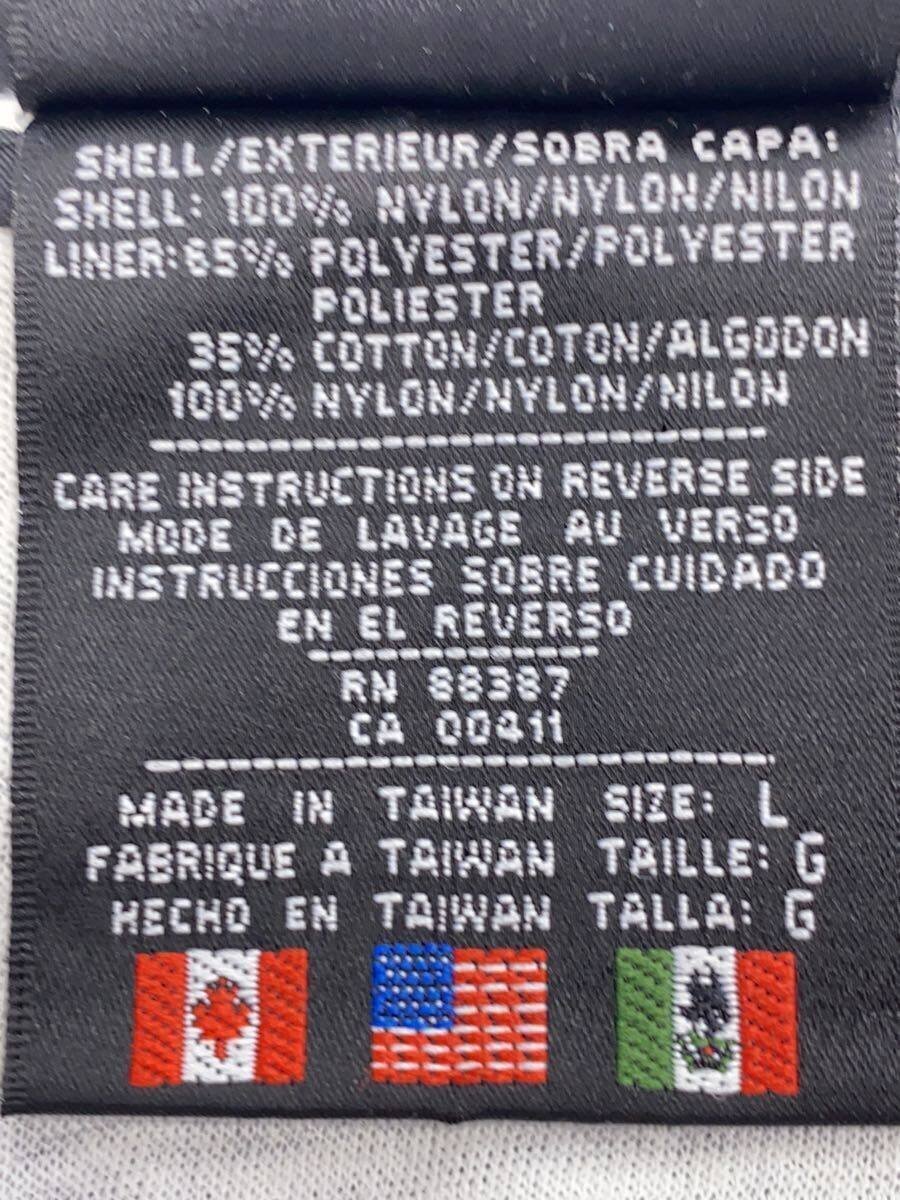 SHELL/EXTERIEUR/SOBRA CAPA:
SHELL: 100% NYLON/NYLON/NILON
LINER: 65% POLYESTER/POLYESTER
POLIESTER
35% COTTON/COTON/ALGODON
100% NYLON/NYLON/NILON
CARE INSTRUCTIONS ON REVERSE SIDE
MODE DE LAVAGE AU VERSO
INSTRUCCIONES SOBRE CUIDADO
EN EL REVERSO
RN 88387
CA 00411
MADE IN TAIWAN SIZE: L
FABRIQUE A TAIWAN TAILLE: G
HECHO EN TAIWAN TALLA: G